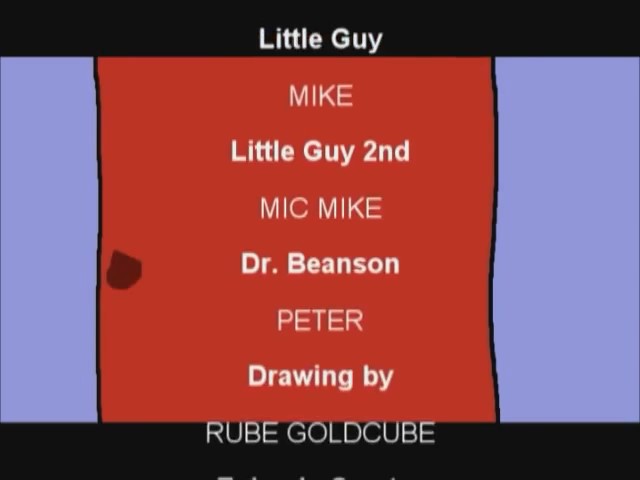 Little Guy
MIKE
Little Guy 2nd
MIC MIKE
Dr. Beanson
PETER
Drawing by
RUBE GOLDCUBE